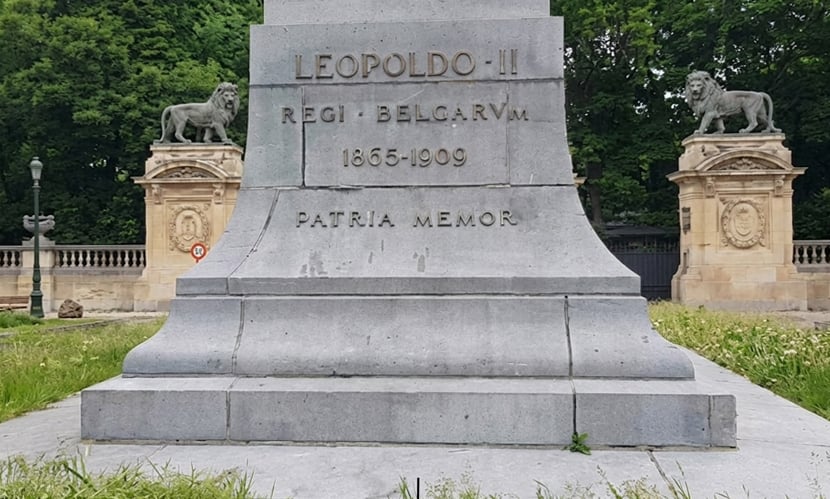 LEOPOLDO · II
REGI · BELGARVM
1865-1909
PATRIA MEMOR